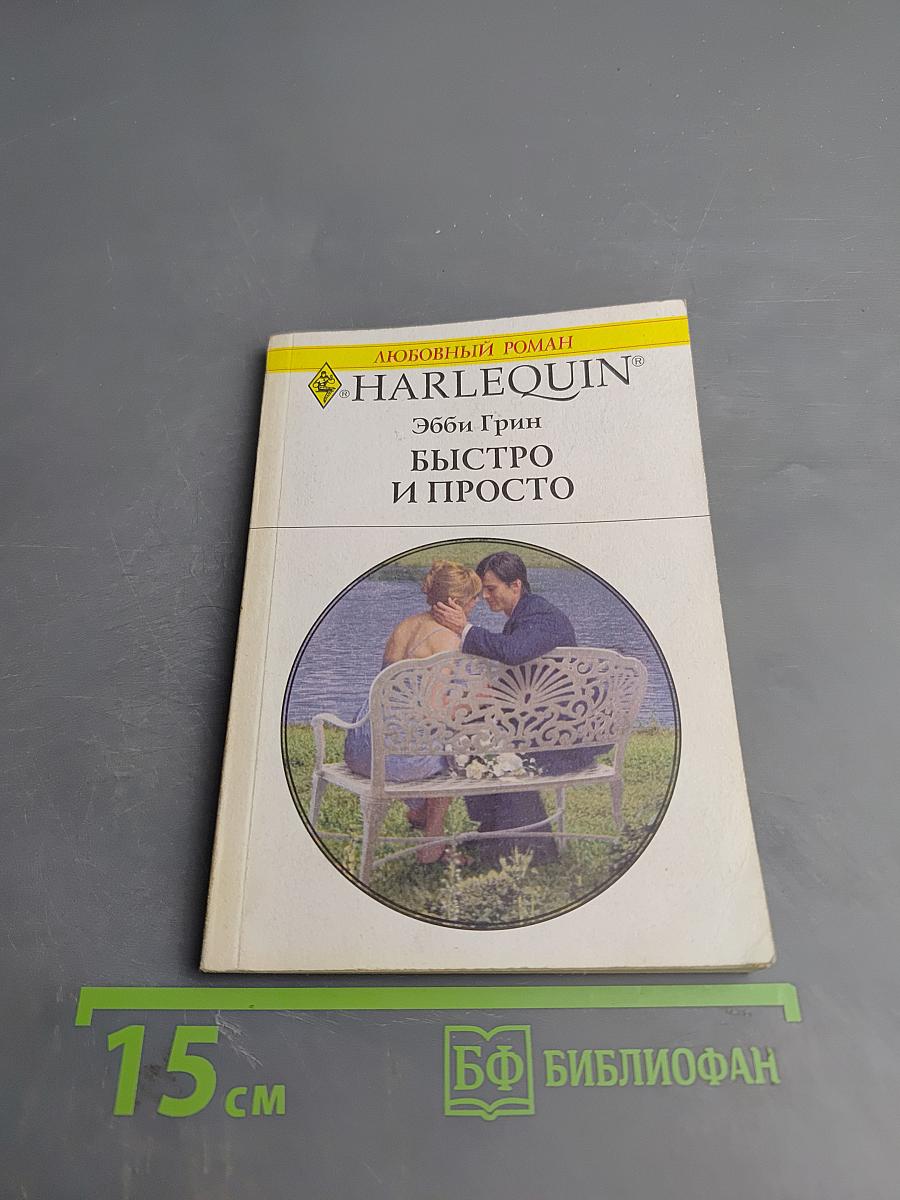 ЛЮБОВНЫЙ РОМАН
® HARLEQUIN®
Эбби Грин
БЫСТРО
И ПРОСТО
15 см
БФ БИБЛИОФАН